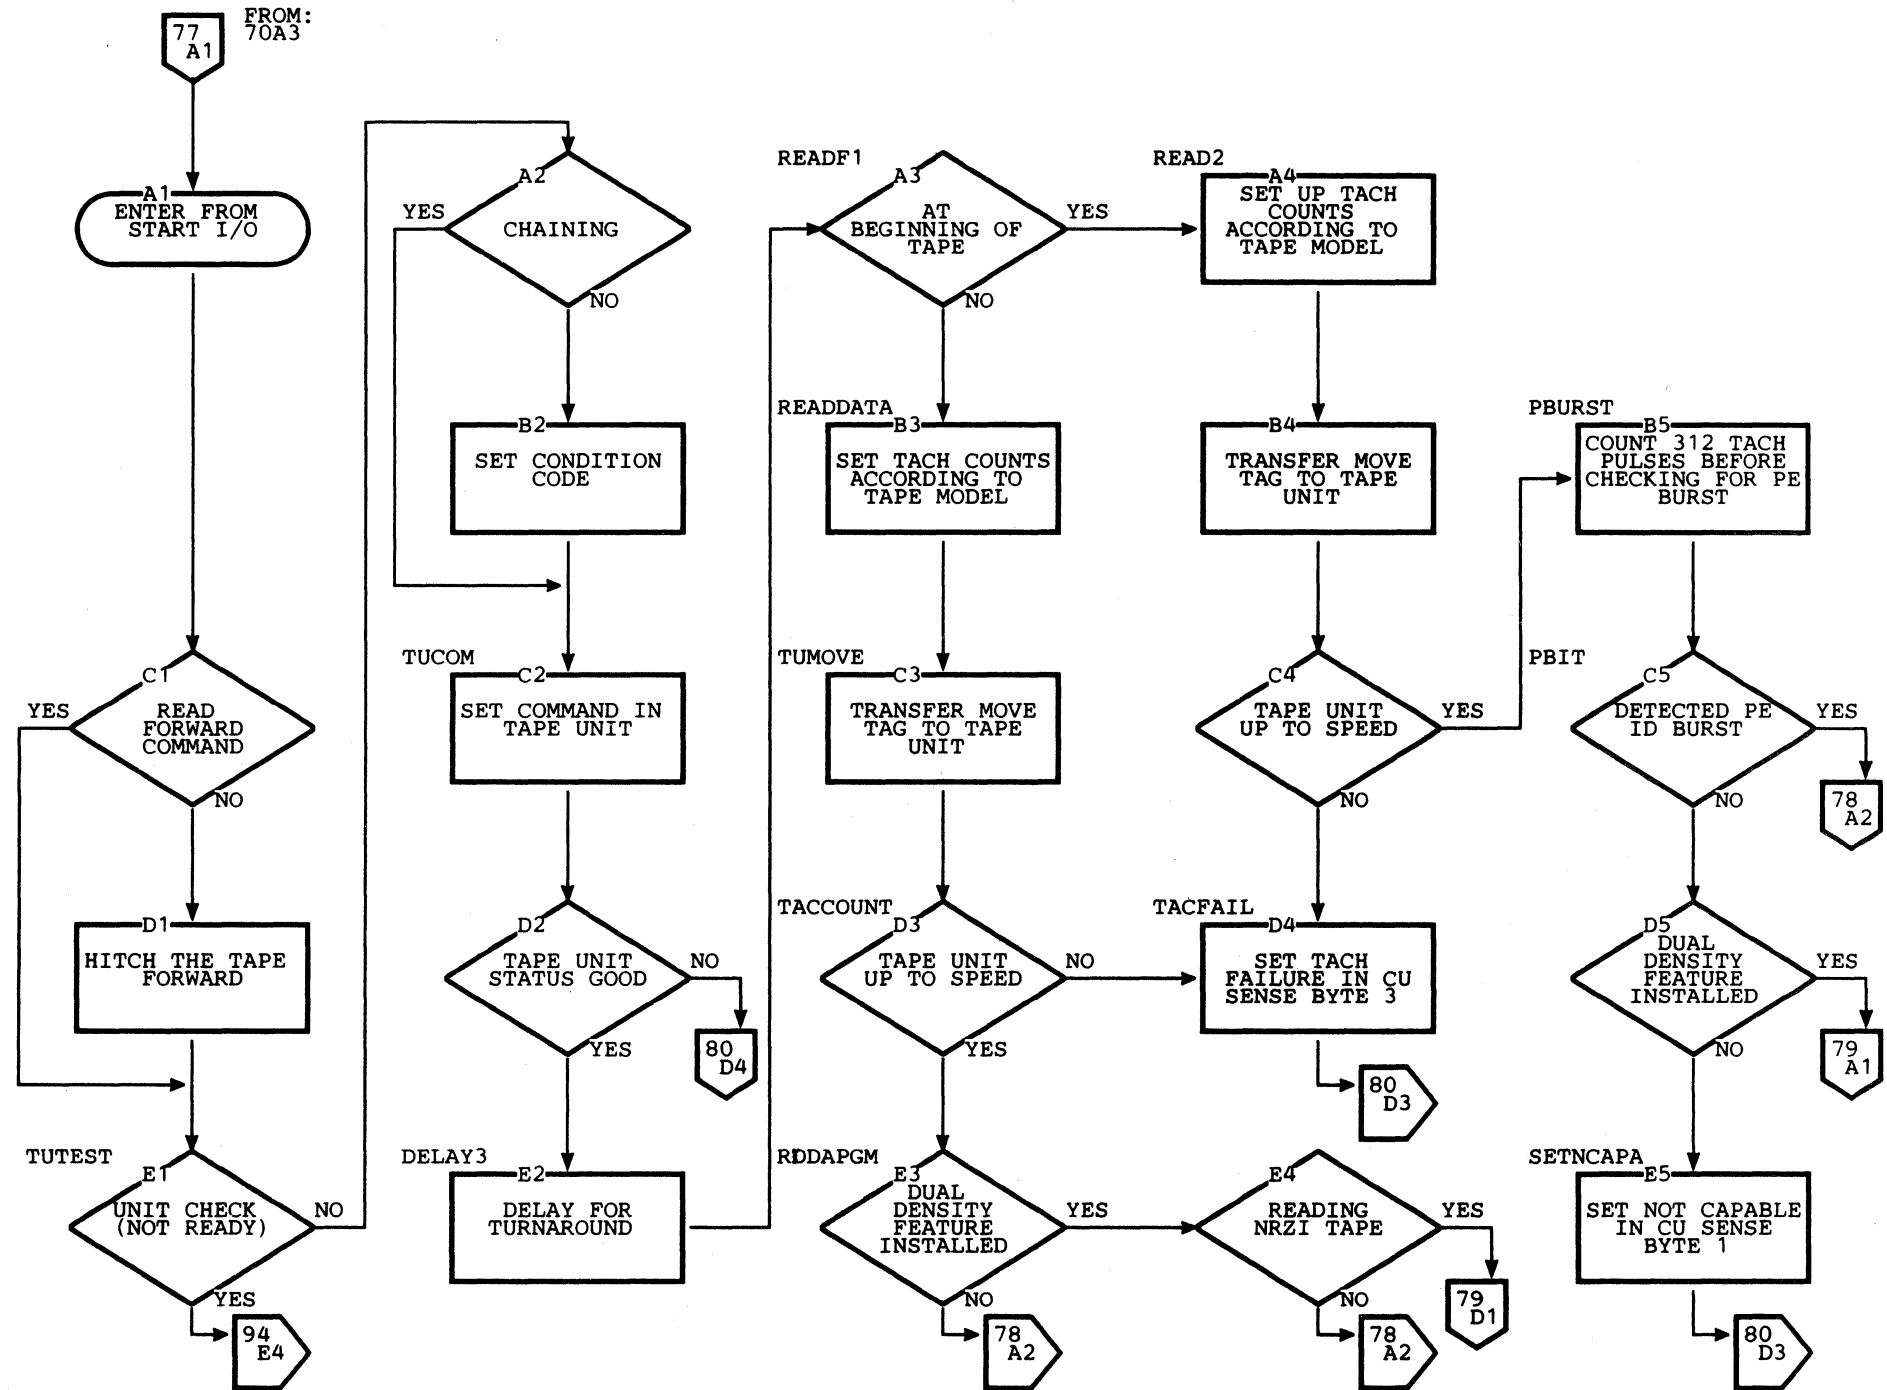 77
A1
FROM:
70A3
A1
ENTER FROM
START I/O
C1
READ
FORWARD
COMMAND
YES
NO
D1
HITCH THE TAPE
FORWARD
TUTEST
E1
UNIT CHECK
(NOT READY)
NO
YES
94
E4
A2
CHAINING
YES
NO
B2
SET CONDITION
CODE
TUCOM
C2
SET COMMAND IN
TAPE UNIT
D2
TAPE UNIT
STATUS GOOD
NO
YES
80
D4
DELAY3
E2
DELAY FOR
TURNAROUND
READF1
A3
AT
BEGINNING OF
TAPE
YES
NO
READDATA
B3
SET TACH COUNTS
ACCORDING TO
TAPE MODEL
TUMOVE
C3
TRANSFER MOVE
TAG TO TAPE
UNIT
TACCOUNT
D3
TAPE UNIT
UP TO SPEED
NO
YES
DDAPGM
E3
DUAL
DENSITY
FEATURE
INSTALLED
YES
NO
78
A2
READ2
A4
SET UP TACH
COUNTS
ACCORDING TO
TAPE MODEL
B4
TRANSFER MOVE
TAG TO TAPE
UNIT
C4
TAPE UNIT
UP TO SPEED
YES
NO
TACFAIL
D4
SET TACH
FAILURE IN CU
SENSE BYTE 3
80
D3
E4
READING
NRZI TAPE
YES
NO
79
D1
78
A2
PBURST
B5
COUNT 312 TACH
PULSES BEFORE
CHECKING FOR PE
BURST
PBIT
C5
DETECTED PE
ID BURST
YES
NO
78
A2
D5
DUAL
DENSITY
FEATURE
INSTALLED
YES
NO
79
A1
SETNCAPA
E5
SET NOT CAPABLE
IN CU SENSE
BYTE 1
80
D3